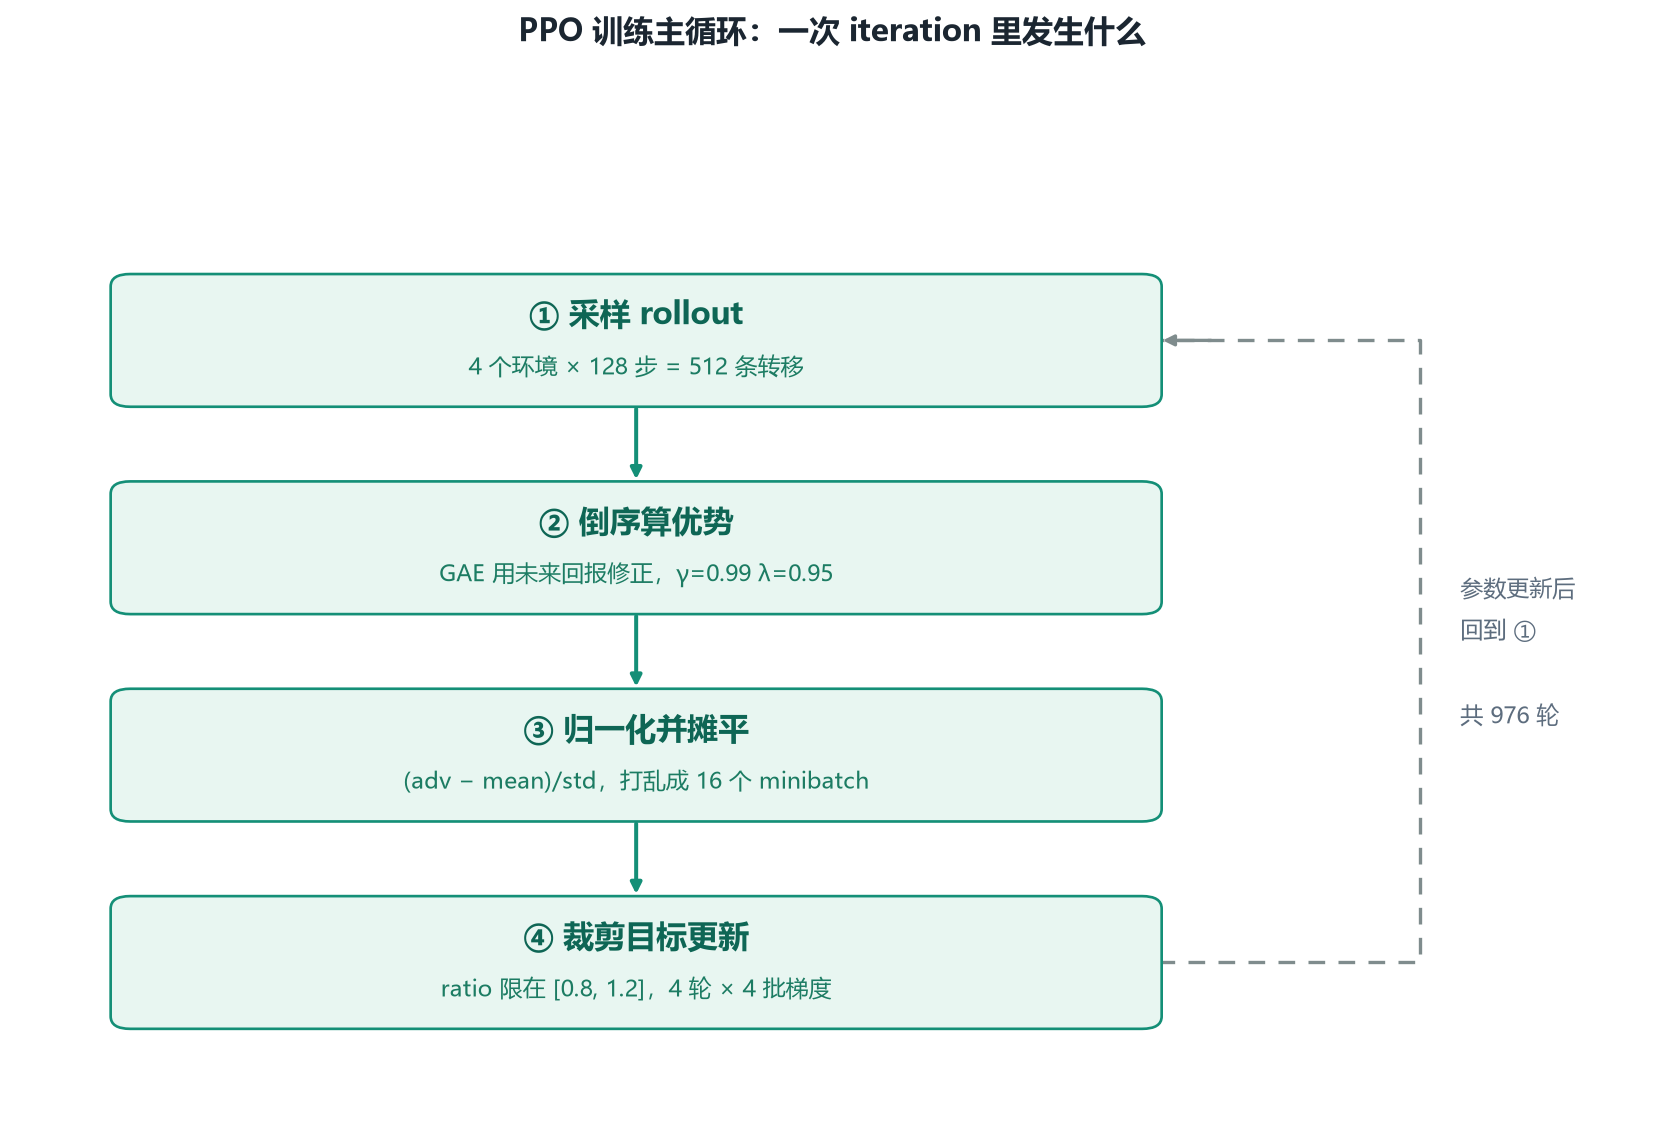 PPO 训练主循环：一次 iteration 里发生什么
① 采样 rollout
4 个环境 × 128 步 = 512 条转移
② 倒序算优势
GAE 用未来回报修正，γ=0.99 λ=0.95
③ 归一化并摊平
(adv − mean)/std，打乱成 16 个 minibatch
④ 裁剪目标更新
ratio 限在 [0.8, 1.2]，4 轮 × 4 批梯度
参数更新后
回到 ①
共 976 轮